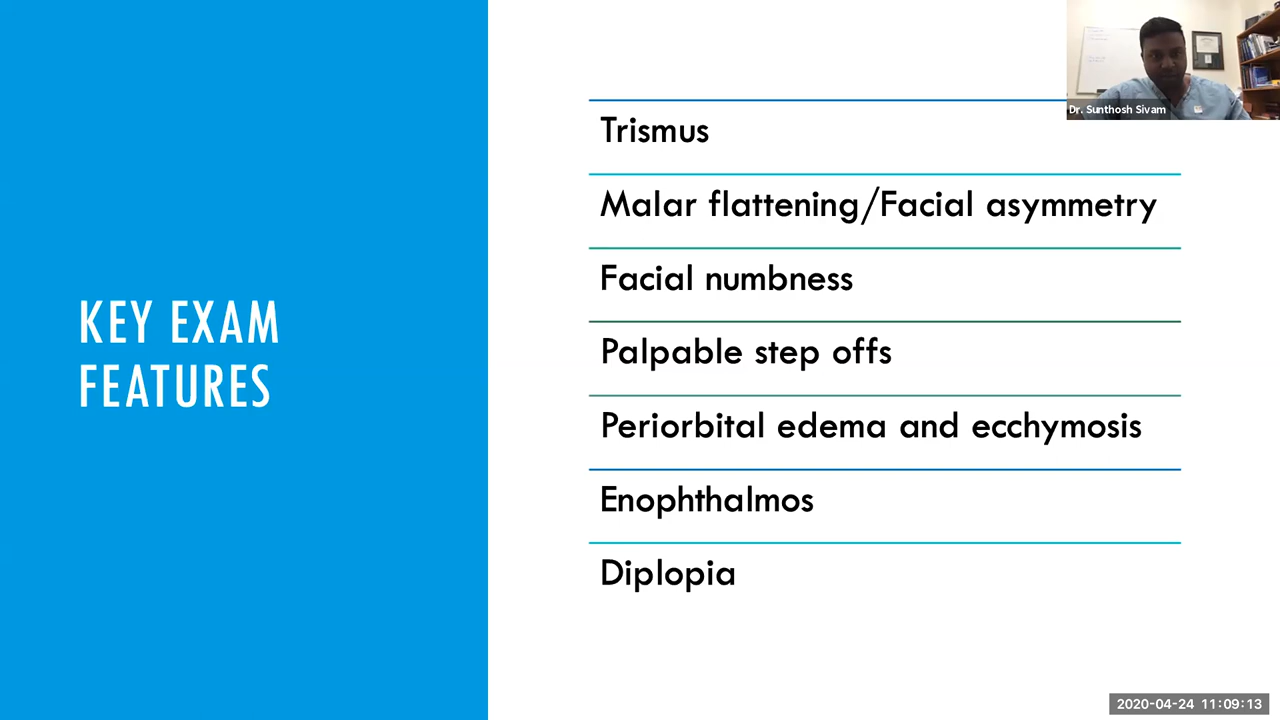 KEY EXAM
FEATURES
Trismus
Malar flattening/Facial asymmetry
Facial numbness
Palpable step offs
Periorbital edema and ecchymosis
Enophthalmos
Diplopia
Dr. Sunthosh Sivam
2020-04-24 11:09:13